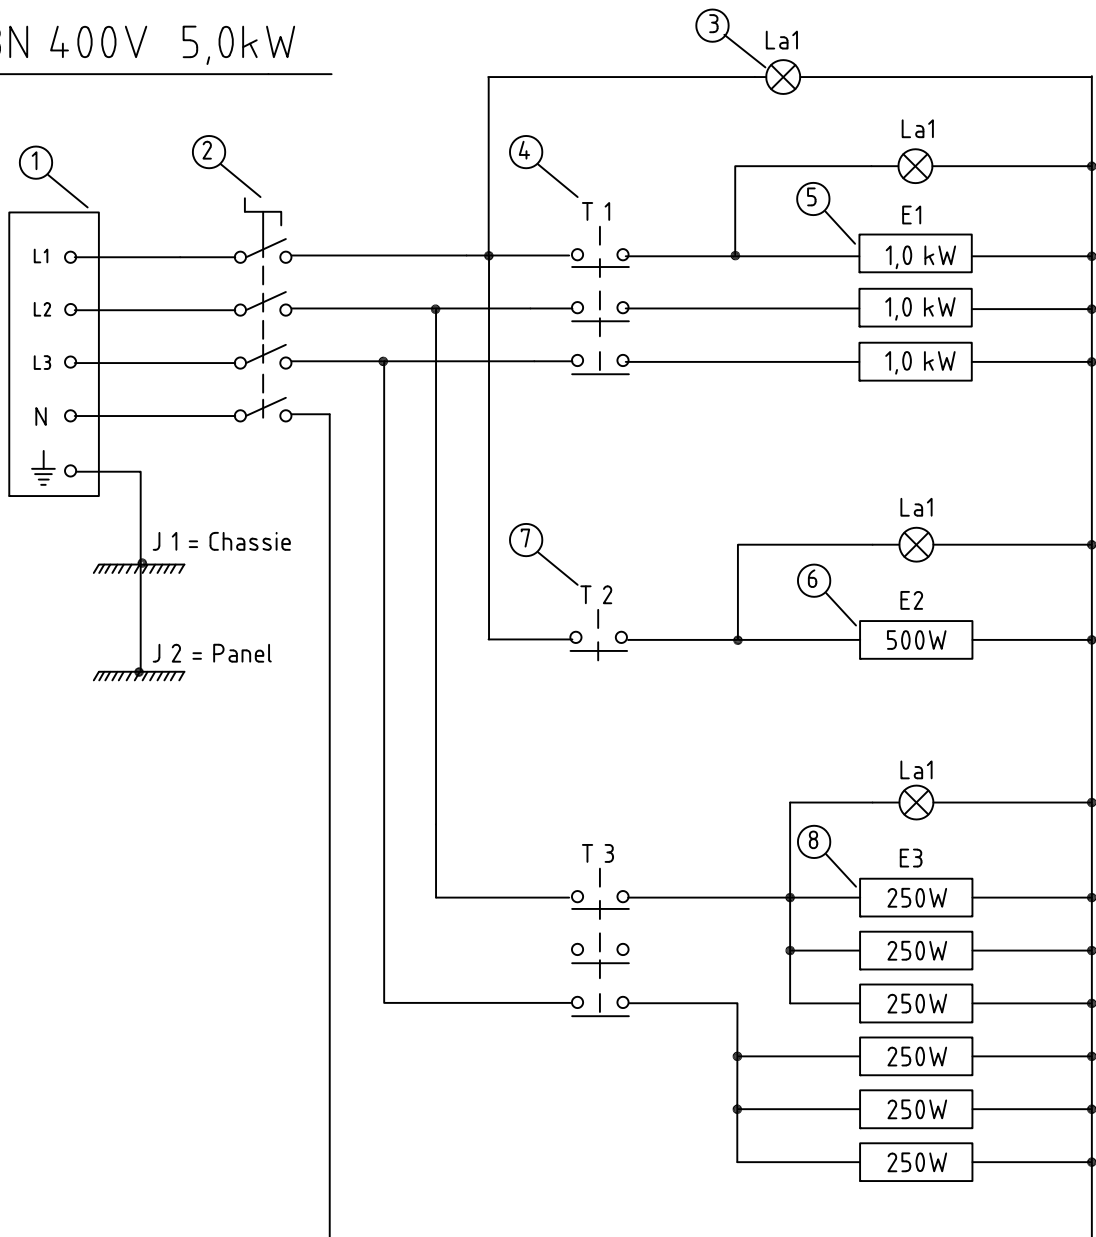 3N 400V 5,0kW
3
La1
1
2
4
La1
T 1
5
E1
L1
1,0 kW
L2
1,0 kW
L3
1,0 kW
N
J 1 = Chassie
7
La1
T 2
6
E2
500W
J 2 = Panel
La1
T 3
8
E3
250W
250W
250W
250W
250W
250W